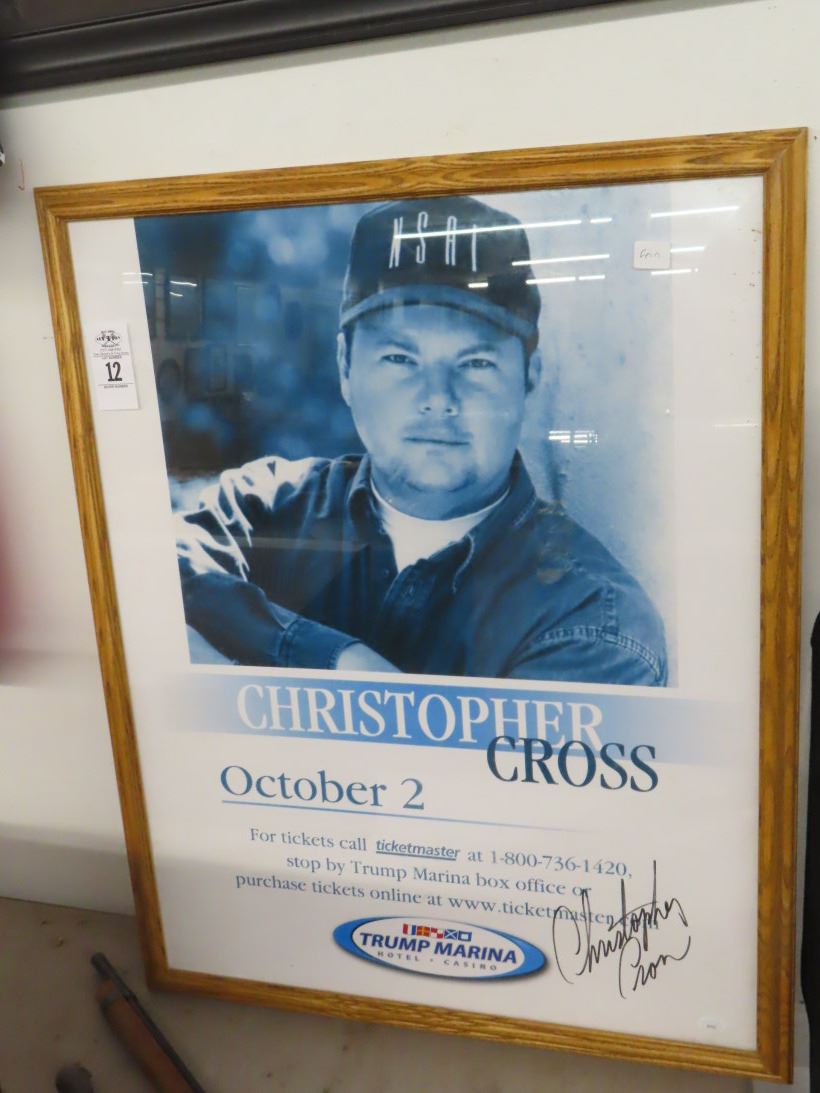 NSAI
12
CHRISTOPHER
CROSS
October 2
For tickets call ticketmaster at 1-800-736-1420,
stop by Trump Marina box office or
purchase tickets online at www.ticketmaster.com
TRUMP MARINA
HOTEL • CASINO
Christopher
Cross